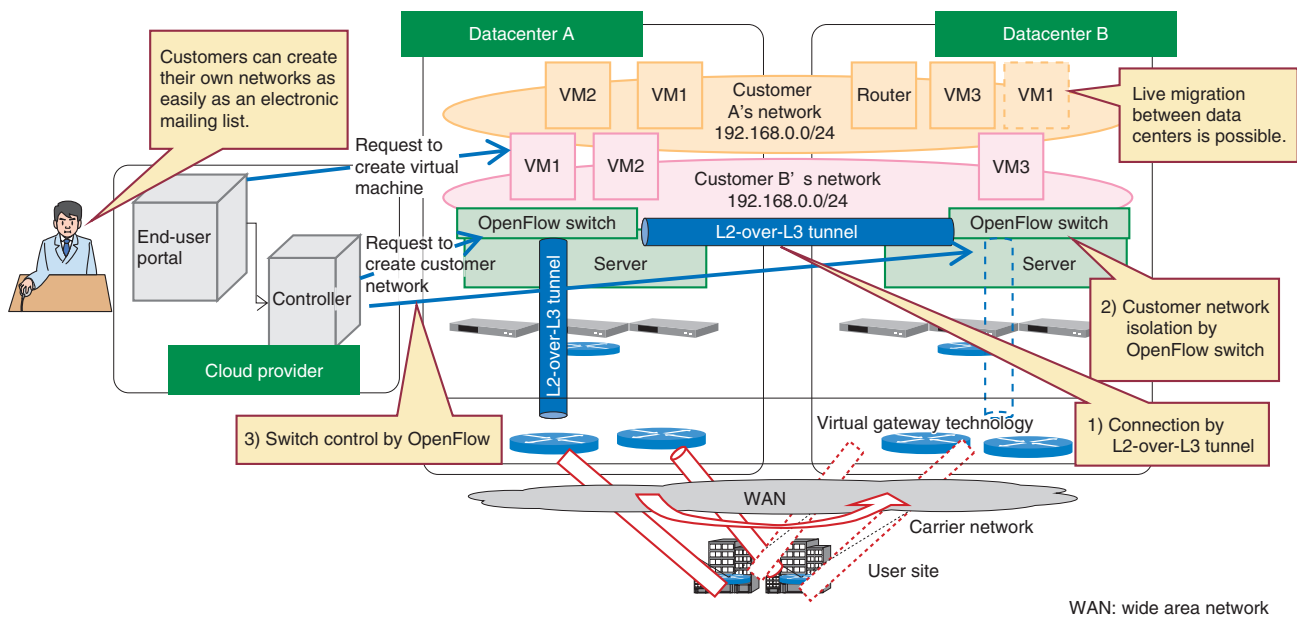 Datacenter A
Datacenter B
Customers can create
their own networks as
easily as an electronic
mailing list.
VM2
VM1
Customer
A's network
192.168.0.0/24
Router
VM3
VM1
Live migration
between data
centers is possible.
Request to
create virtual
machine
VM1
VM2
Customer B’ s network
192.168.0.0/24
VM3
End-user
portal
Controller
Cloud provider
Request to
create customer
network
OpenFlow switch
Server
L2-over-L3 tunnel
L2-over-L3 tunnel
OpenFlow switch
Server
2) Customer network
isolation by
OpenFlow switch
3) Switch control by OpenFlow
Virtual gateway technology
1) Connection by
L2-over-L3 tunnel
WAN
Carrier network
User site
WAN: wide area network